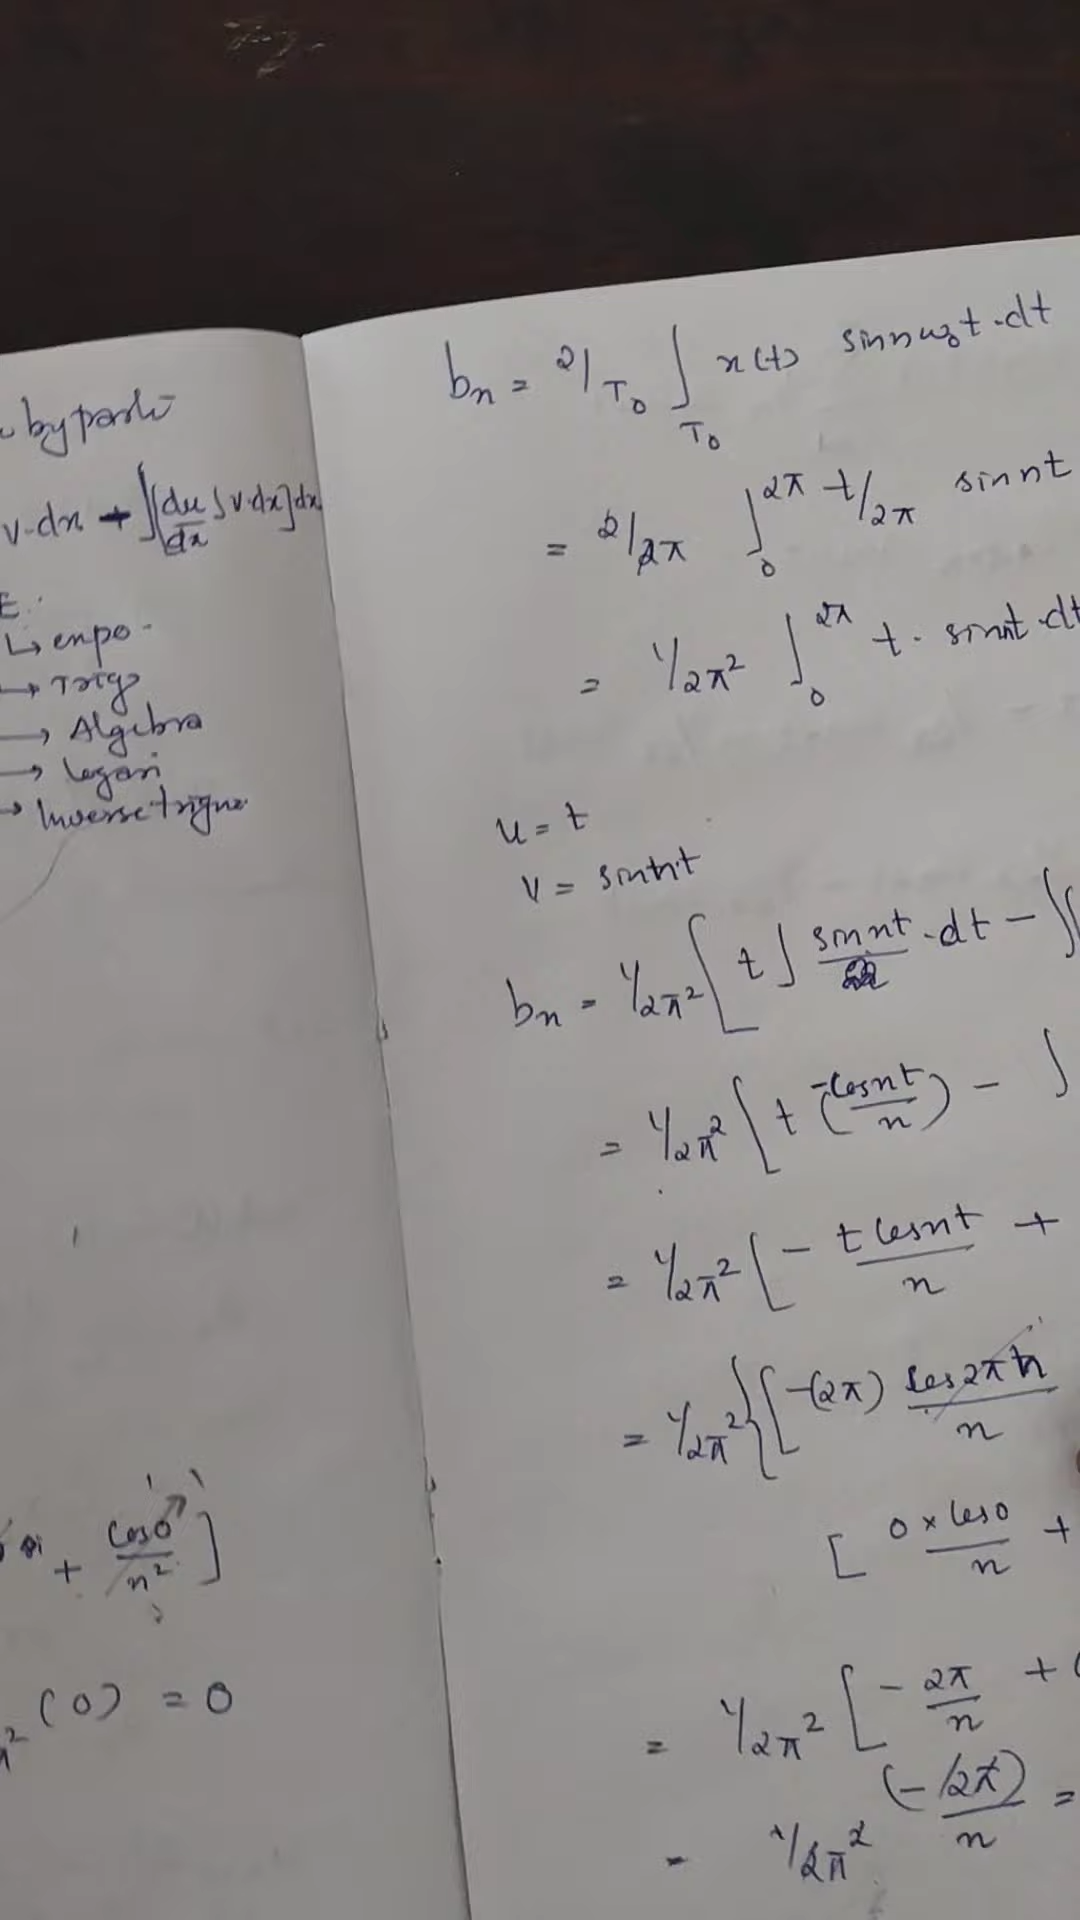 by parts
v.dx - ∫[du/dx ∫v.dx]dx
E:
↳ expo-
→ Trigo
→ Algebra
→ logari
→ Inverse trigno
+ cos0/n² ]
(0) = 0
bn = 2/T₀ ∫T₀ x(t) sinnω₀t.dt
= 2/2π ∫₀^2π t/2π sinnt
= 1/2π² ∫₀^2π t. sinnt.dt
u = t
v = sinnt
bn = 1/2π² [ t ∫ sinnt.dt - ∫
= 1/2π² [ t (-cosnt/n) - ∫
= 1/2π² [ - t cosnt/n +
= 1/2π² { [ -(2π) cos2πn/n
[ 0 × cos0/n +
= 1/2π² [ - 2π/n +
= 1/2π² (-2π)/n =